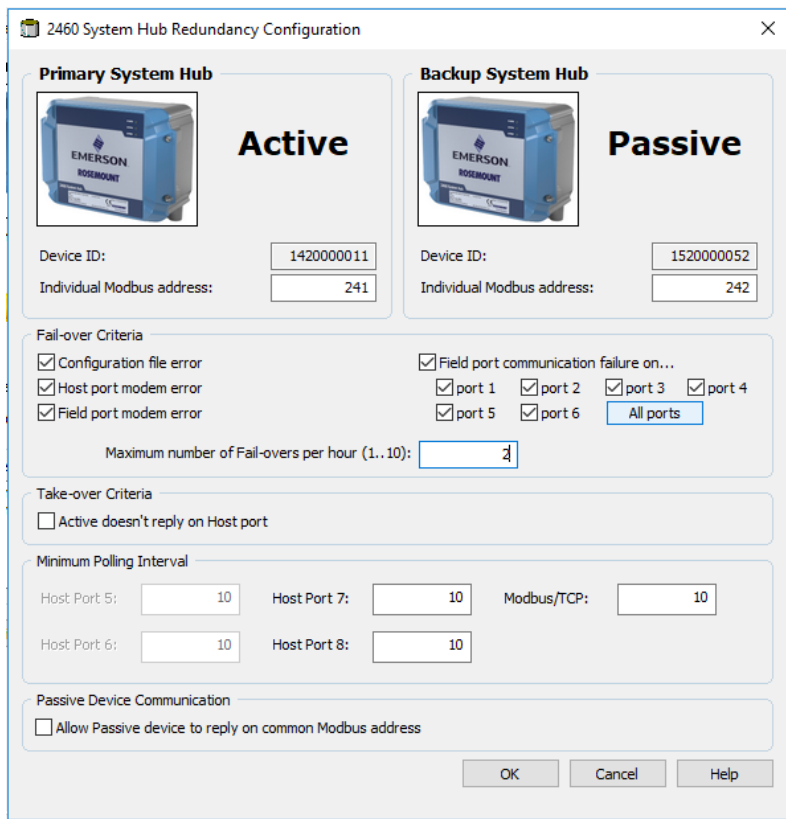 2460 System Hub Redundancy Configuration
Primary System Hub
EMERSON
ROSEMOUNT
2460 System Hub
Active
Device ID: 1420000011
Individual Modbus address: 241
Backup System Hub
EMERSON
ROSEMOUNT
2460 System Hub
Passive
Device ID: 1520000052
Individual Modbus address: 242
Fail-over Criteria
Configuration file error
Host port modem error
Field port modem error
Field port communication failure on...
port 1 port 2 port 3 port 4
port 5 port 6 All ports
Maximum number of Fail-overs per hour (1..10): 2
Take-over Criteria
Active doesn't reply on Host port
Minimum Polling Interval
Host Port 5: 10 Host Port 7: 10 Modbus/TCP: 10
Host Port 6: 10 Host Port 8: 10
Passive Device Communication
Allow Passive device to reply on common Modbus address
OK Cancel Help